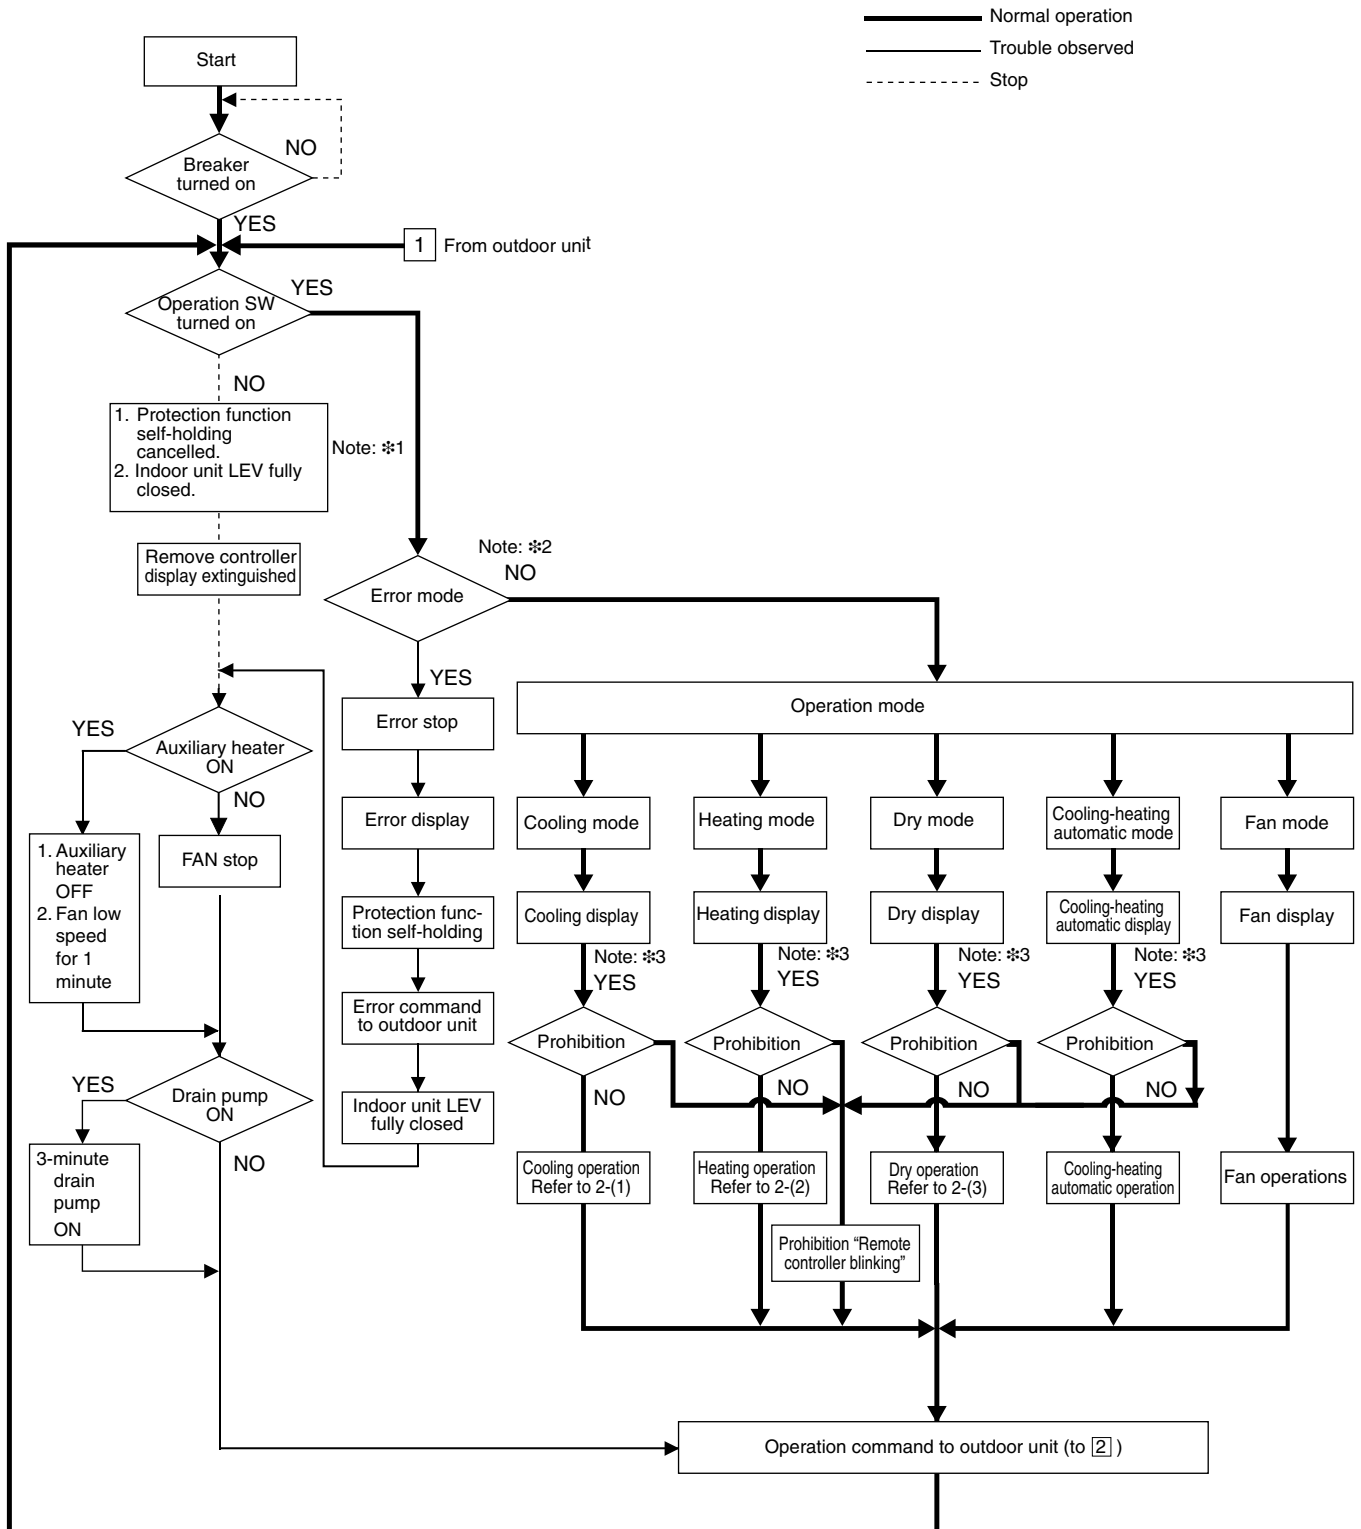 Normal operation
Trouble observed
Stop
Start
NO
Breaker
turned on
YES
1 From outdoor unit
YES
Operation SW
turned on
NO
1. Protection function
self-holding
cancelled.
2. Indoor unit LEV fully
closed.
Note: ✻1
Remove controller
display extinguished
Note: ✻2
NO
Error mode
YES
Operation mode
Error stop
YES
Auxiliary heater
ON
NO
Error display
Cooling mode
Heating mode
Dry mode
Cooling-heating
automatic mode
Fan mode
1. Auxiliary
heater
OFF
2. Fan low
speed
for 1
minute
FAN stop
Protection func-
tion self-holding
Cooling display
Heating display
Dry display
Cooling-heating
automatic display
Fan display
Note: ✻3
YES
Note: ✻3
YES
Note: ✻3
YES
Note: ✻3
YES
Error command
to outdoor unit
Prohibition
Prohibition
Prohibition
Prohibition
NO
NO
NO
NO
YES
Drain pump
ON
NO
Indoor unit LEV
fully closed
3-minute
drain
pump
ON
Cooling operation
Refer to 2-(1)
Heating operation
Refer to 2-(2)
Dry operation
Refer to 2-(3)
Cooling-heating
automatic operation
Fan operations
Prohibition “Remote
controller blinking”
Operation command to outdoor unit (to 2 )